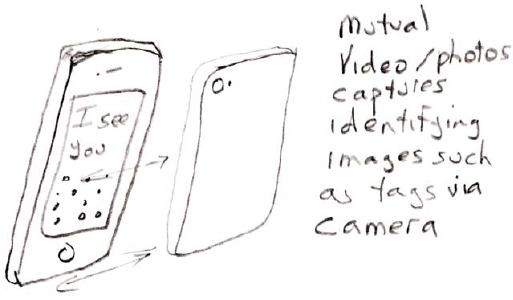 I see
you
Mutual
Video/photos
captures
identifying
images such
as tags via
camera